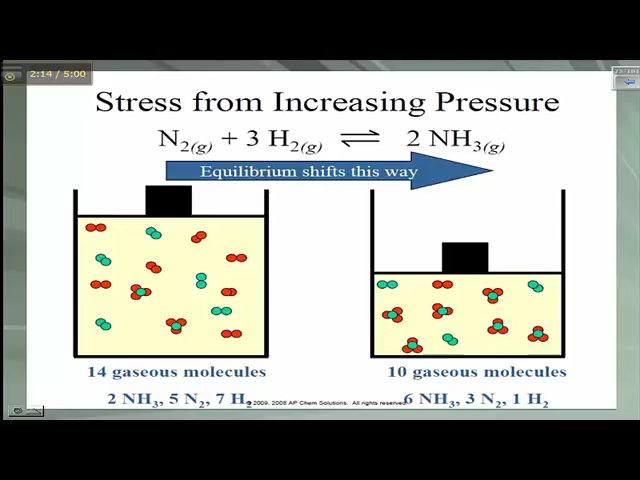 2:14 / 5:00
Stress from Increasing Pressure
N2(g) + 3 H2(g) ⇌ 2 NH3(g)
Equilibrium shifts this way
14 gaseous molecules
10 gaseous molecules
2 NH3, 5 N2, 7 H2
© 2009, 2008 AP Chem Solutions. All rights reserved.
6 NH3, 3 N2, 1 H2